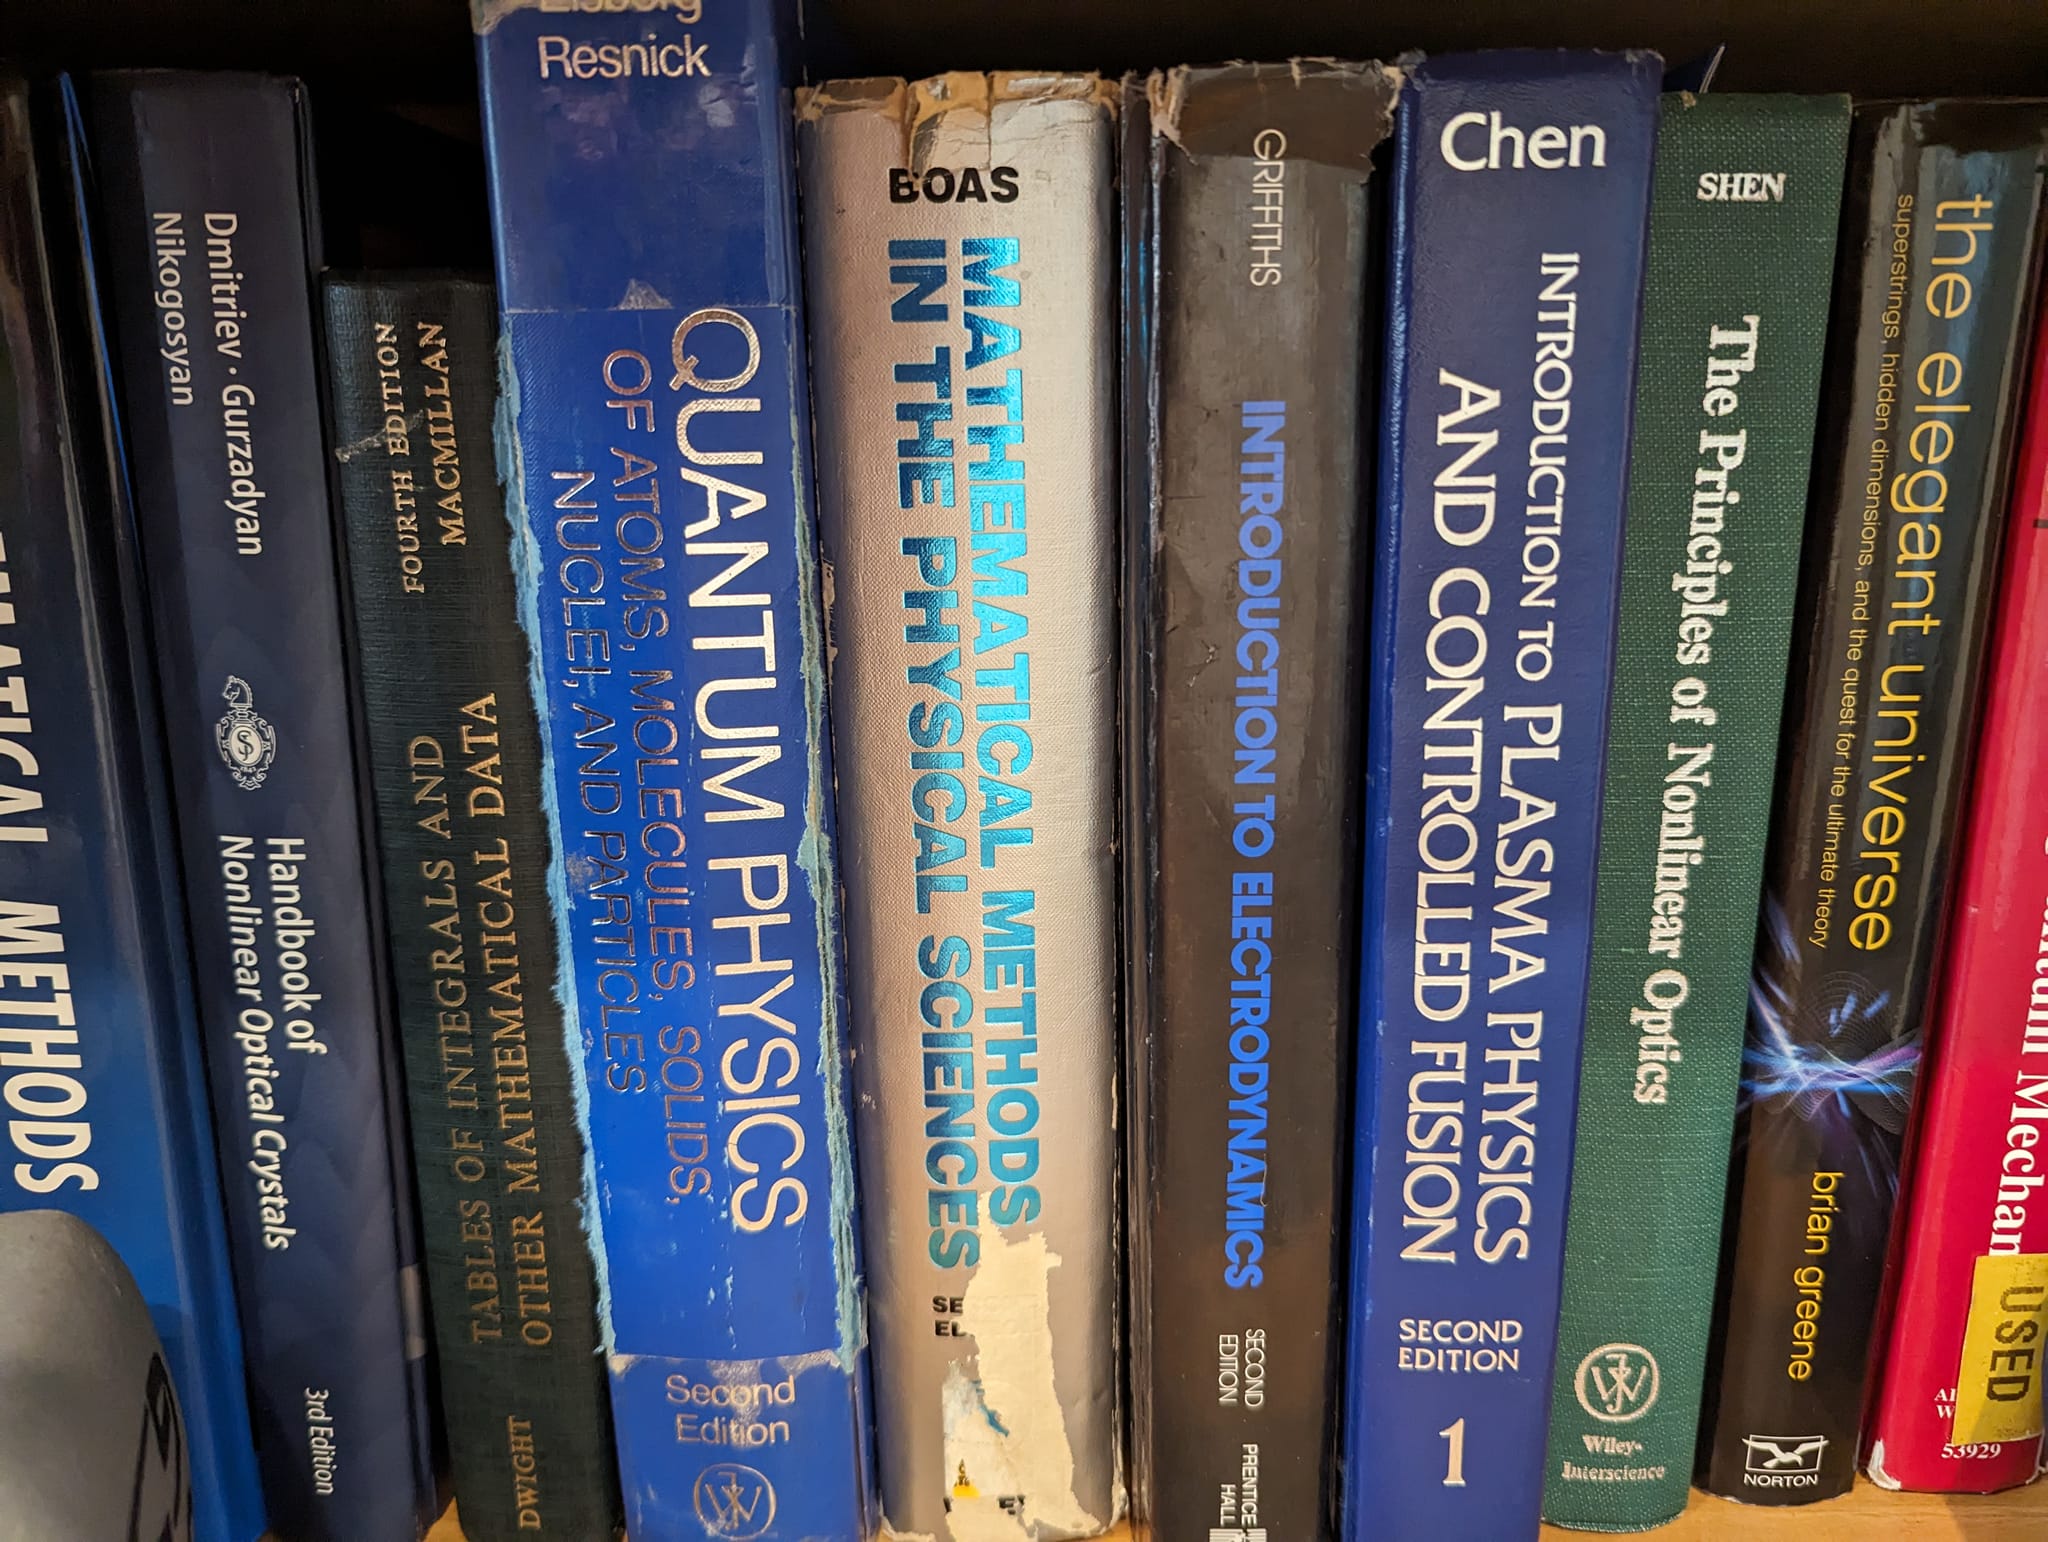 METHODS
Dmitriev • Gurzadyan
Nikogosyan
Handbook of
Nonlinear Optical Crystals
3rd Edition
FOURTH EDITION
MACMILLAN
TABLES OF INTEGRALS AND
OTHER MATHEMATICAL DATA
DWIGHT
Eisberg
Resnick
QUANTUM PHYSICS
OF ATOMS, MOLECULES, SOLIDS,
NUCLEI, AND PARTICLES
Second
Edition
BOAS
MATHEMATICAL METHODS
IN THE PHYSICAL SCIENCES
GRIFFITHS
INTRODUCTION TO ELECTRODYNAMICS
SECOND
EDITION
PRENTICE
HALL
Chen
INTRODUCTION TO PLASMA PHYSICS
AND CONTROLLED FUSION
SECOND
EDITION
1
SHEN
The Principles of Nonlinear Optics
Wiley-
Interscience
the elegant universe
superstrings, hidden dimensions, and the quest for the ultimate theory
brian greene
NORTON
USED
53929